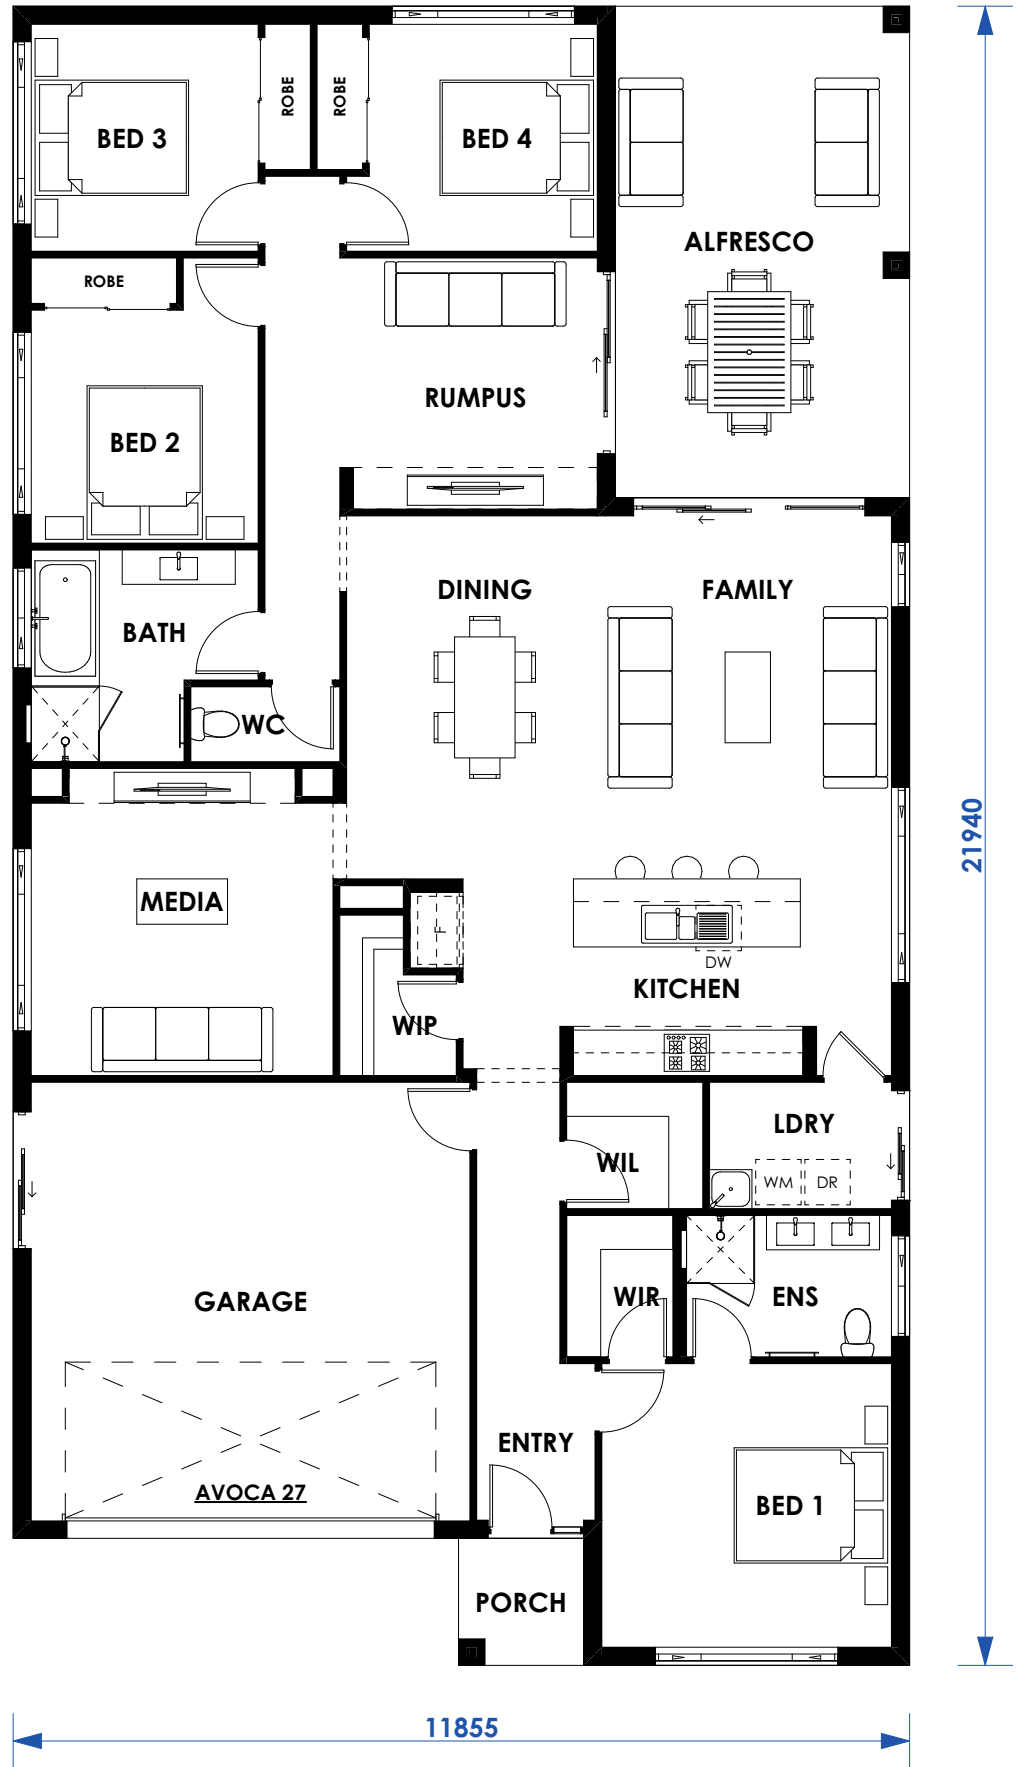 BED 3
ROBE
ROBE
BED 4
ALFRESCO
ROBE
RUMPUS
BED 2
DINING
FAMILY
BATH
WC
21940
MEDIA
F
DW
KITCHEN
WIP
LDRY
WIL
WM
DR
GARAGE
WIR
ENS
ENTRY
AVOCA 27
BED 1
PORCH
11855